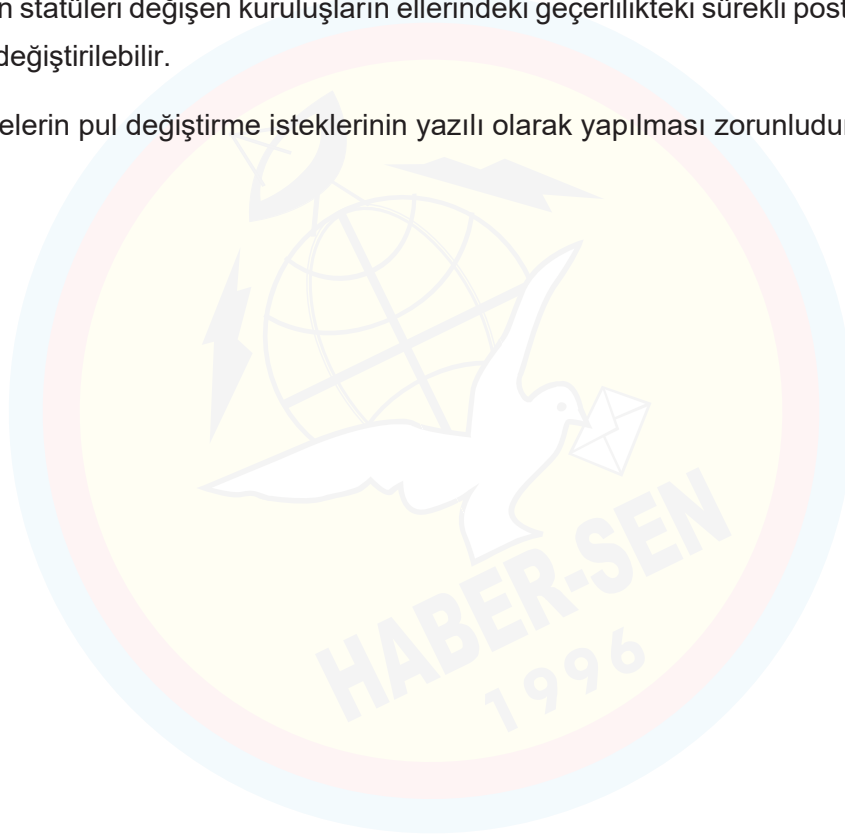 n statüleri değişen kuruluşların ellerindeki geçerlilikteki sürekli post
değiştirilebilir.
elerin pul değiştirme isteklerinin yazılı olarak yapılması zorunludur
HABER-SEN
1996